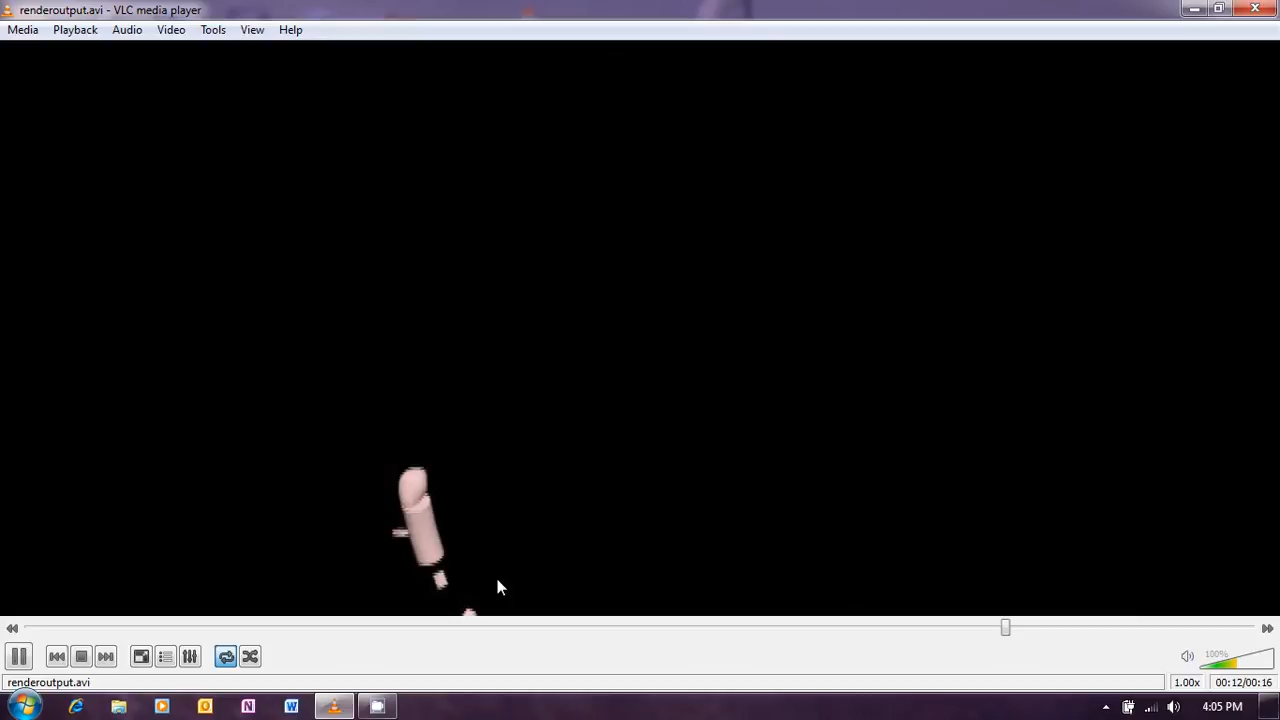 renderoutput.avi - VLC media player
Media Playback Audio Video Tools View Help
100%
renderoutput.avi 1.00x 00:12/00:16
4:05 PM